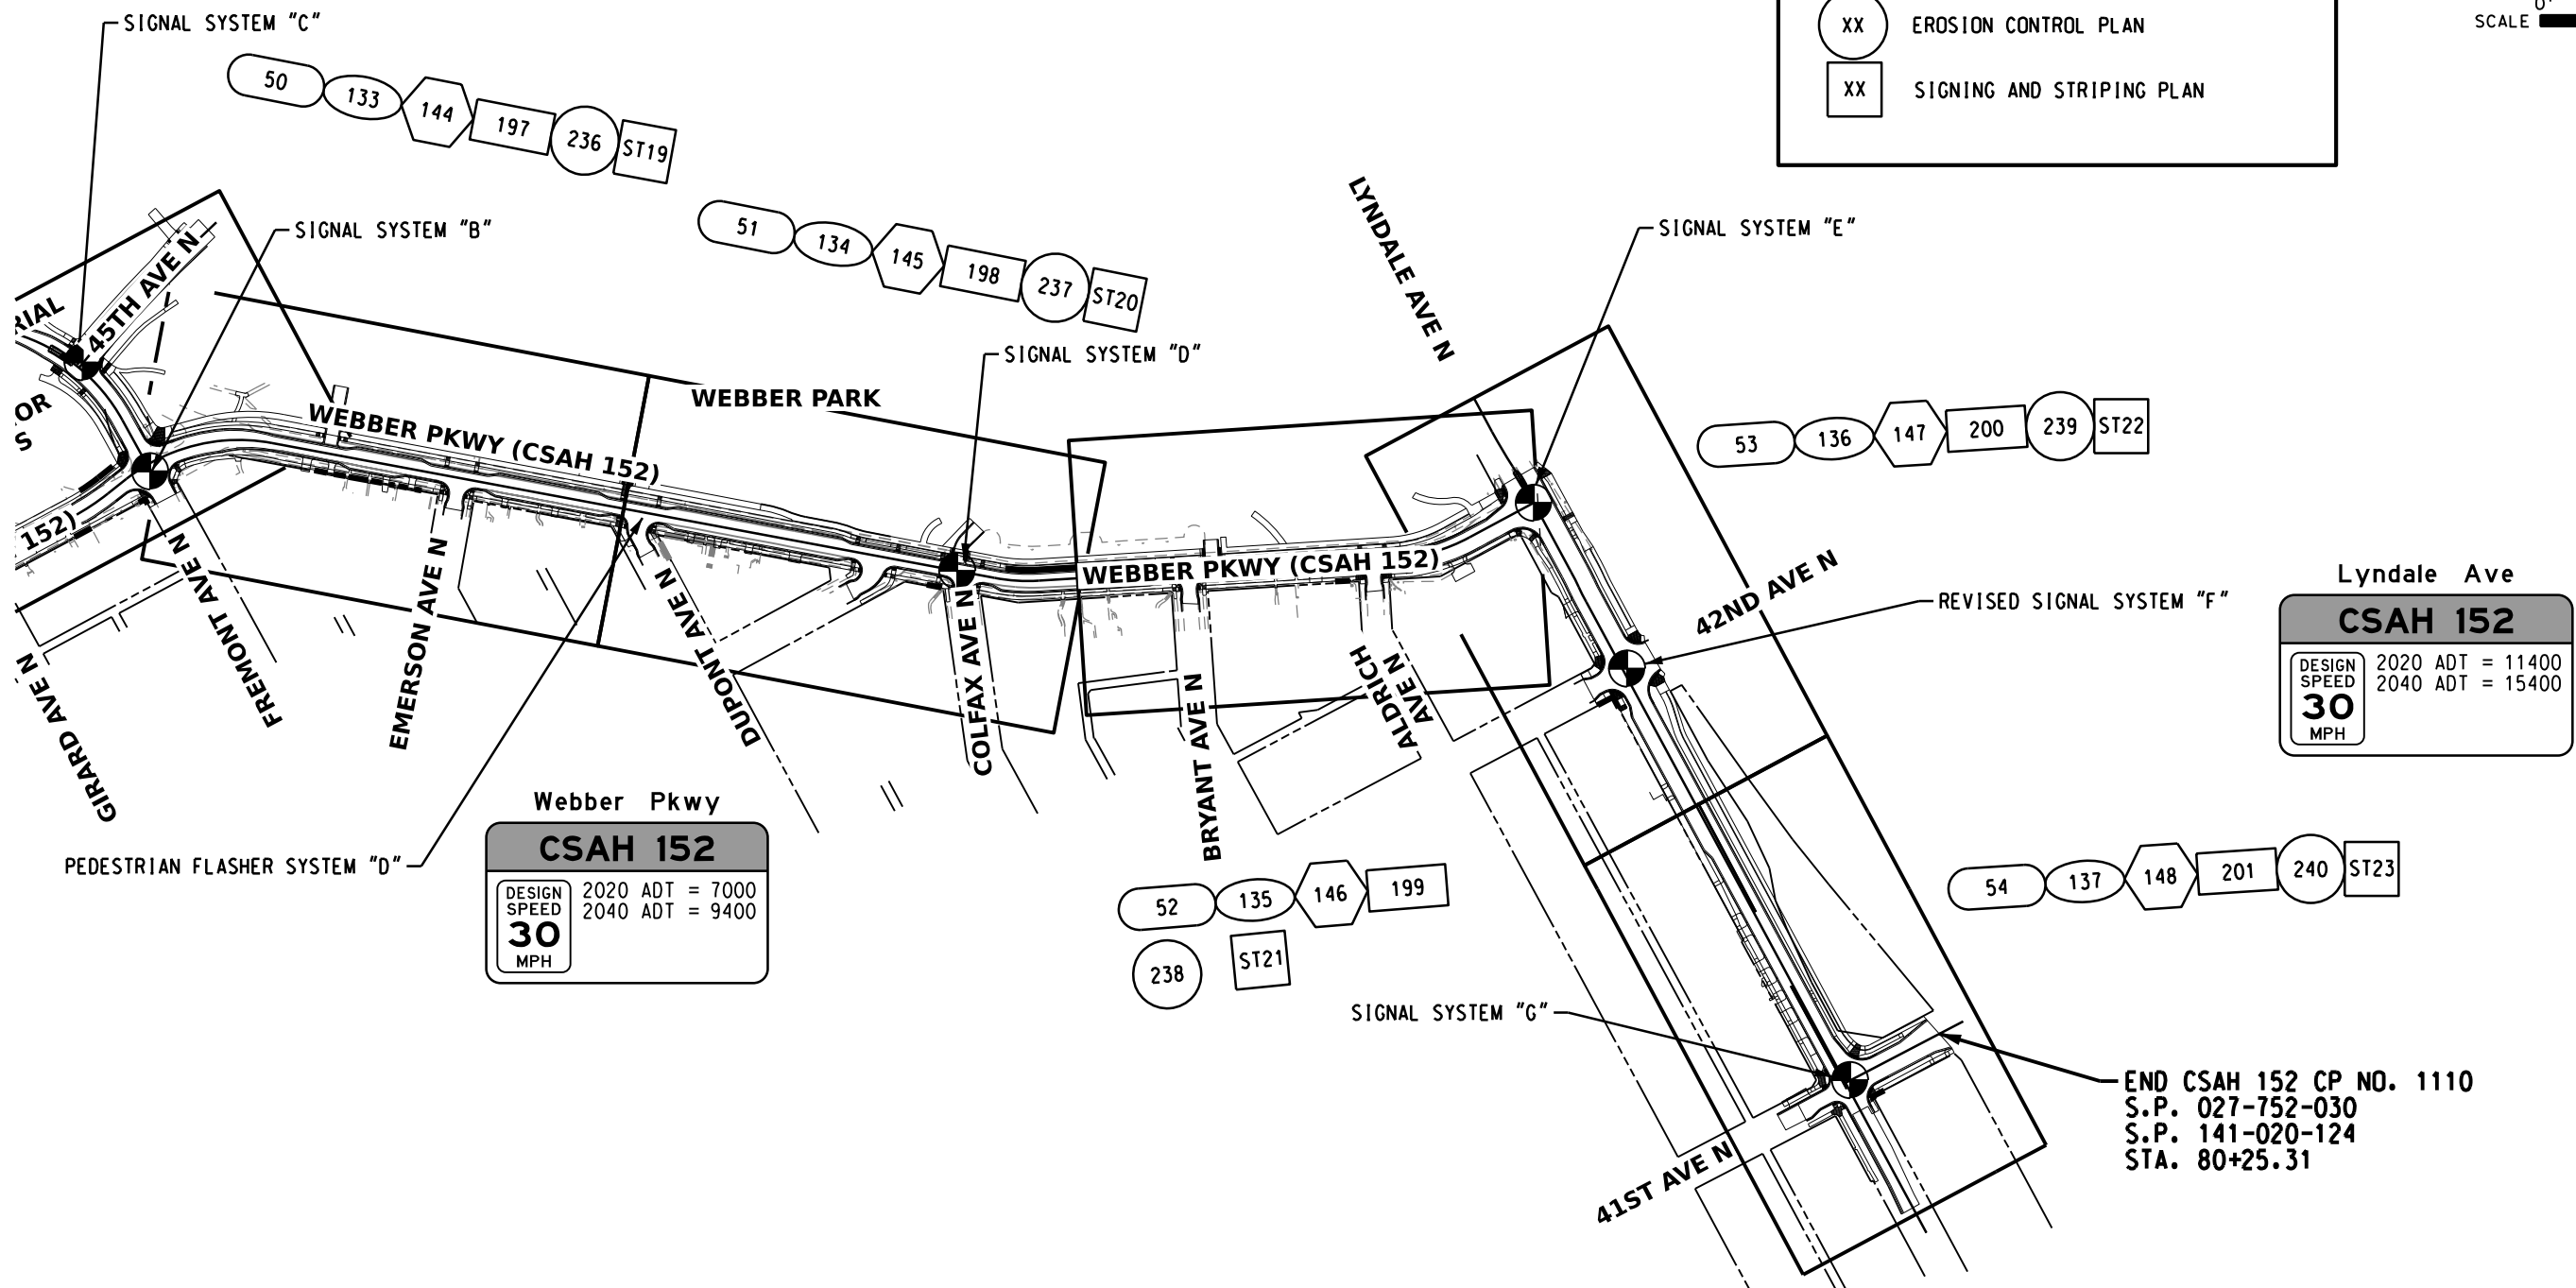 SIGNAL SYSTEM "C"
XX EROSION CONTROL PLAN
0'
SCALE
XX SIGNING AND STRIPING PLAN
50 133 144 197 236 ST19
51 134 145 198 237 ST20
SIGNAL SYSTEM "B"
SIGNAL SYSTEM "E"
LYNDALE AVE N
45TH AVE N
RIAL
SIGNAL SYSTEM "D"
WEBBER PARK
OR
S
WEBBER PKWY (CSAH 152)
53 136 147 200 239 ST22
152)
WEBBER PKWY (CSAH 152)
42ND AVE N
REVISED SIGNAL SYSTEM "F"
Lyndale Ave
CSAH 152
DESIGN
SPEED
30
MPH
2020 ADT = 11400
2040 ADT = 15400
GIRARD AVE N
FREMONT AVE N
EMERSON AVE N
DUPONT AVE N
COLFAX AVE N
BRYANT AVE N
ALDRICH
AVE N
Webber Pkwy
CSAH 152
DESIGN
SPEED
30
MPH
2020 ADT = 7000
2040 ADT = 9400
PEDESTRIAN FLASHER SYSTEM "D"
52 135 146 199
238 ST21
54 137 148 201 240 ST23
SIGNAL SYSTEM "G"
END CSAH 152 CP NO. 1110
S.P. 027-752-030
S.P. 141-020-124
STA. 80+25.31
41ST AVE N